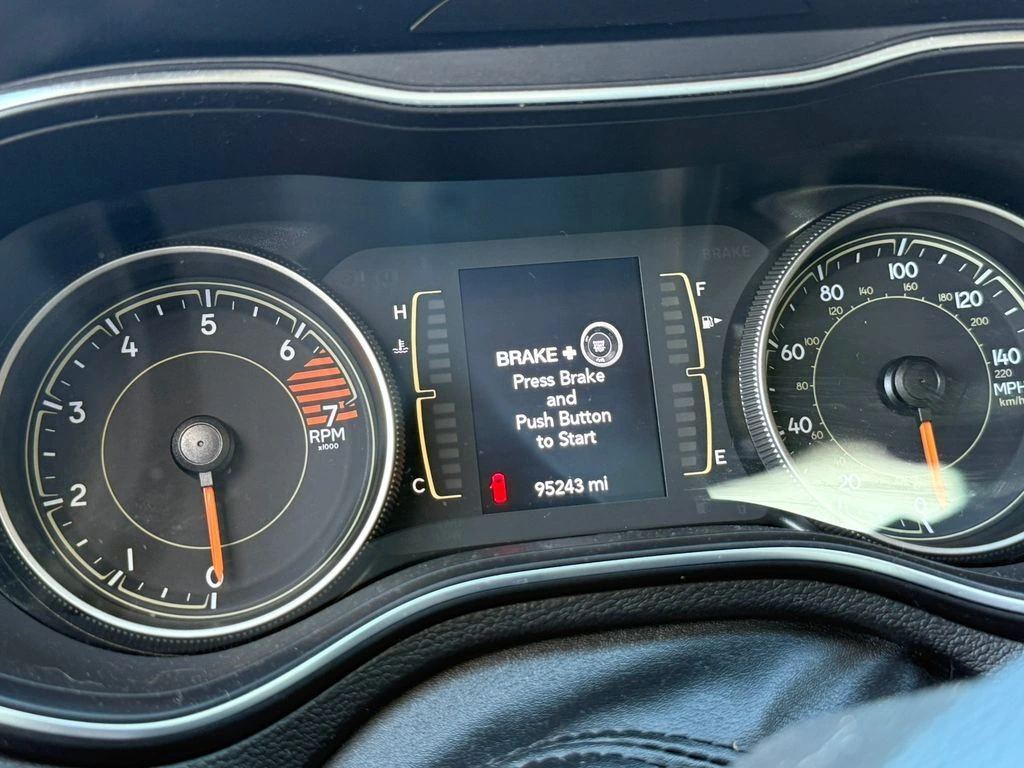 0
1
2
3
4
5
6
7
RPM
x1000
H
C
BRAKE +
Press Brake
and
Push Button
to Start
95243 mi
F
E
BRAKE
0
20
40
60
80
100
120
140
MPH
km/h
40
60
80
100
120
140
160
180
200
220